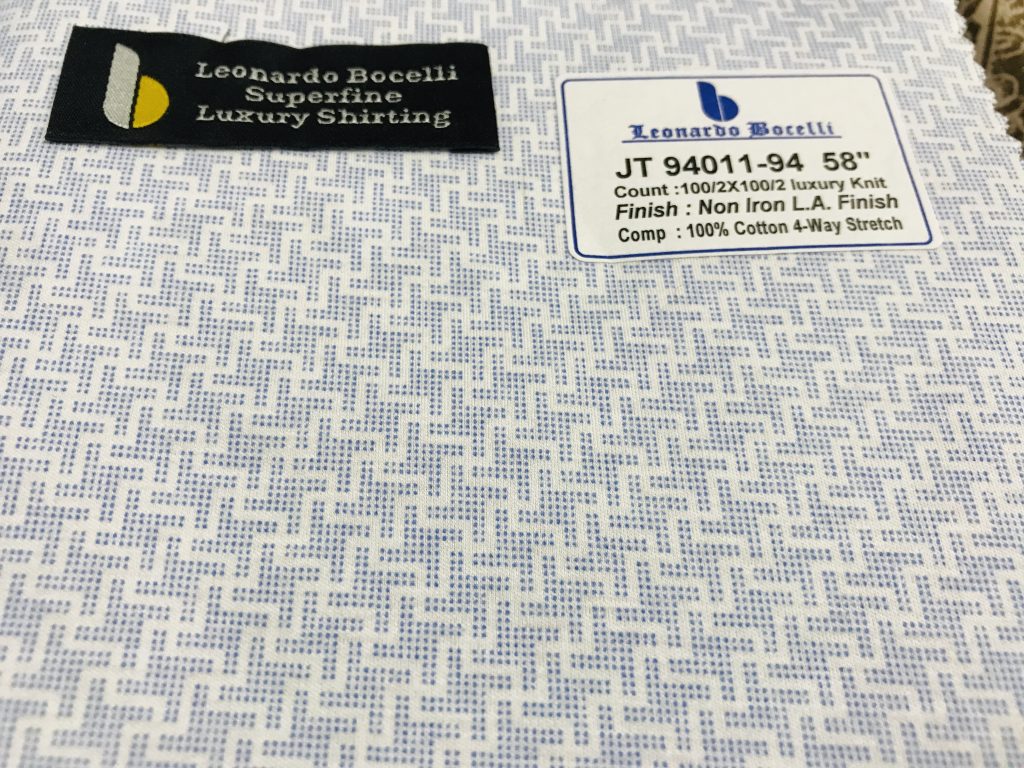 Leonardo Bocelli
Superfine
Luxury Shirting
Leonardo Bocelli
JT 94011-94 58"
Count :100/2X100/2 luxury Knit
Finish : Non Iron L.A. Finish
Comp : 100% Cotton 4-Way Stretch